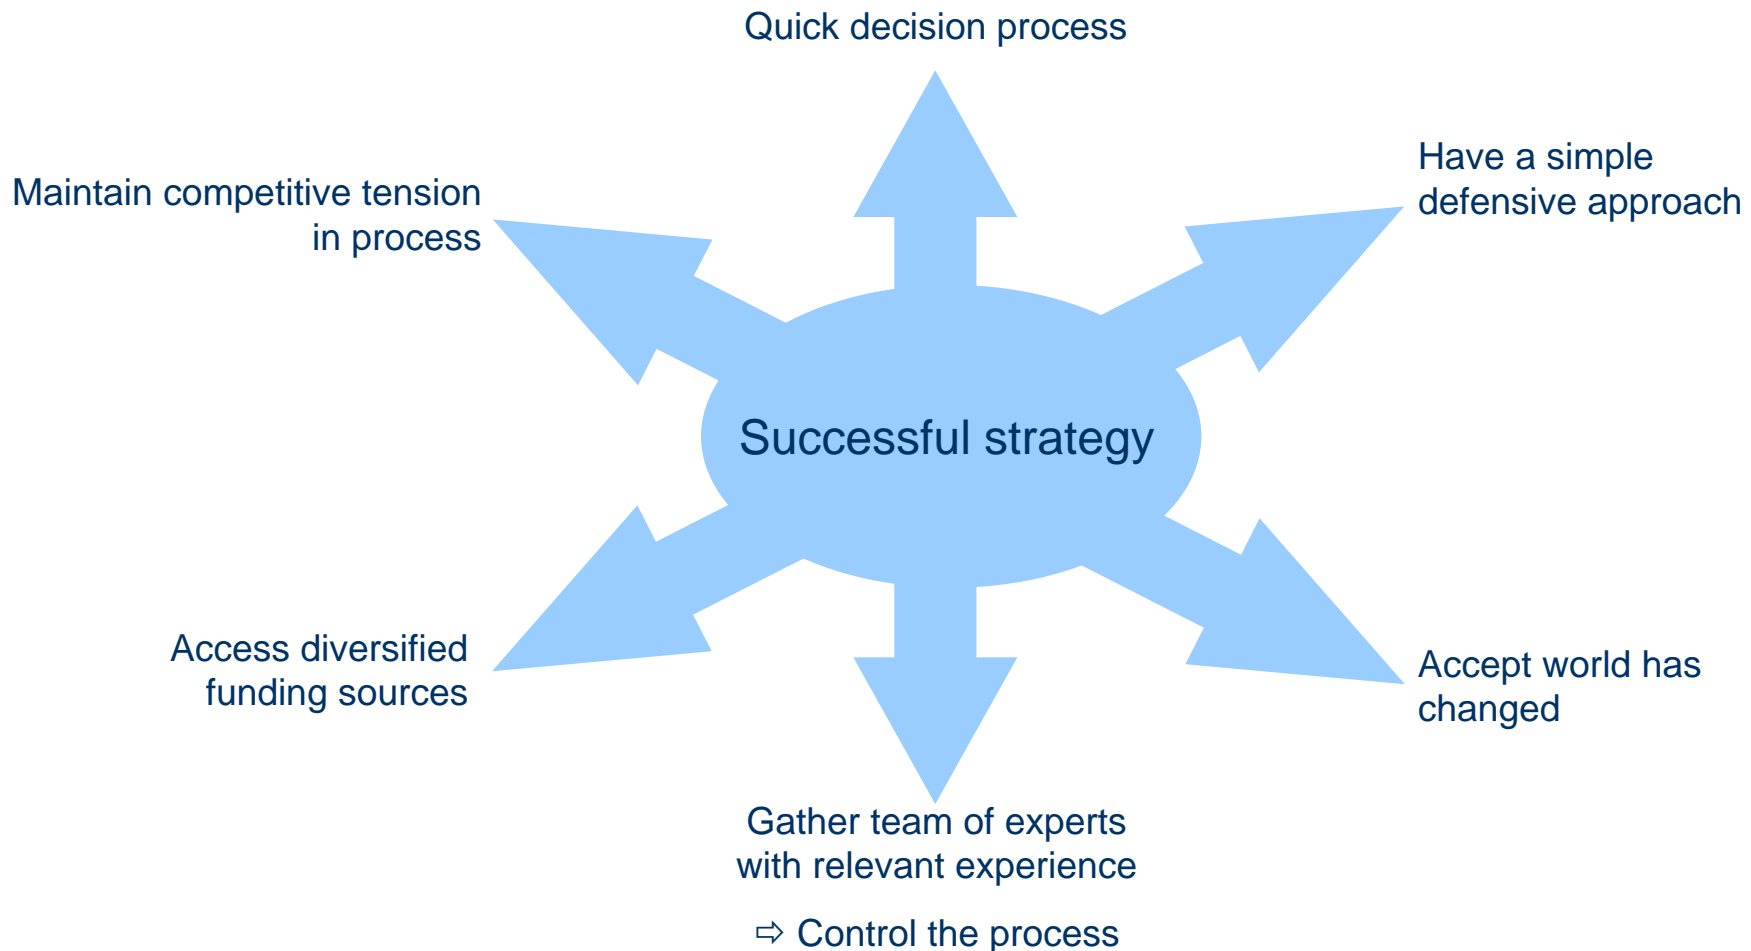 Quick decision process
Have a simple
defensive approach
Maintain competitive tension
in process
Successful strategy
Access diversified
funding sources
Accept world has
changed
Gather team of experts
with relevant experience
⇨ Control the process